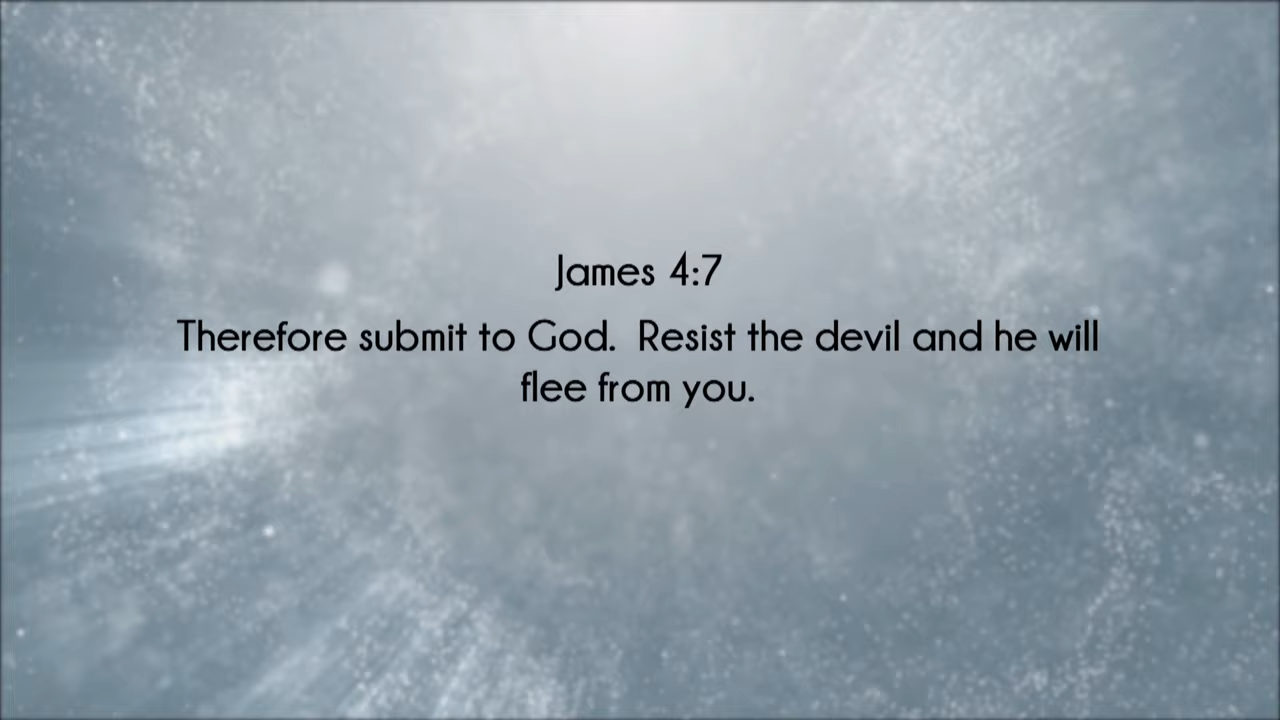 James 4:7
Therefore submit to God.  Resist the devil and he will
flee from you.